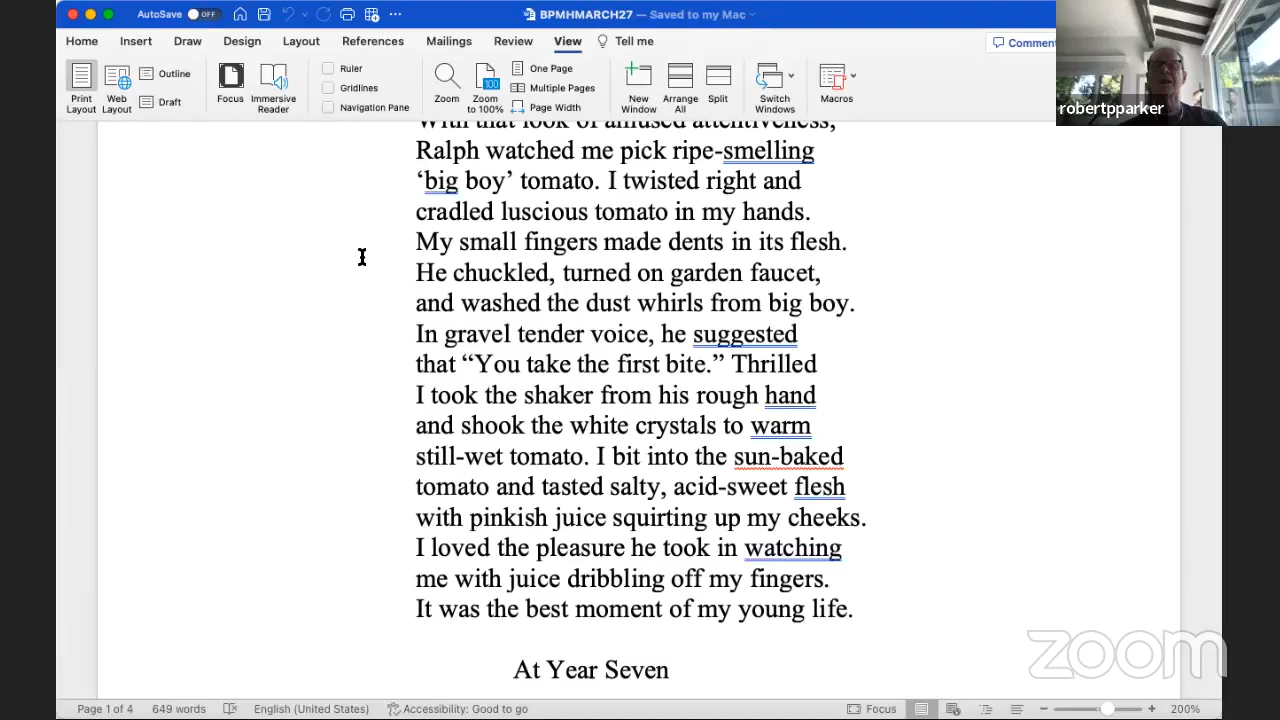 AutoSave OFF BPMHMARCH27 — Saved to my Mac
Home Insert Draw Design Layout References Mailings Review View Tell me Commen
Print Layout Web Layout Outline Draft Focus Immersive Reader Ruler Gridlines Navigation Pane Zoom Zoom to 100% 100 One Page Multiple Pages Page Width New Window Arrange All Split Switch Windows Macros
robertpparker
With that look of amused attentiveness,
Ralph watched me pick ripe-smelling
‘big boy’ tomato. I twisted right and
cradled luscious tomato in my hands.
My small fingers made dents in its flesh.
He chuckled, turned on garden faucet,
and washed the dust whirls from big boy.
In gravel tender voice, he suggested
that “You take the first bite.” Thrilled
I took the shaker from his rough hand
and shook the white crystals to warm
still-wet tomato. I bit into the sun-baked
tomato and tasted salty, acid-sweet flesh
with pinkish juice squirting up my cheeks.
I loved the pleasure he took in watching
me with juice dribbling off my fingers.
It was the best moment of my young life.
At Year Seven
zoom
Page 1 of 4 649 words English (United States) Accessibility: Good to go Focus 200%